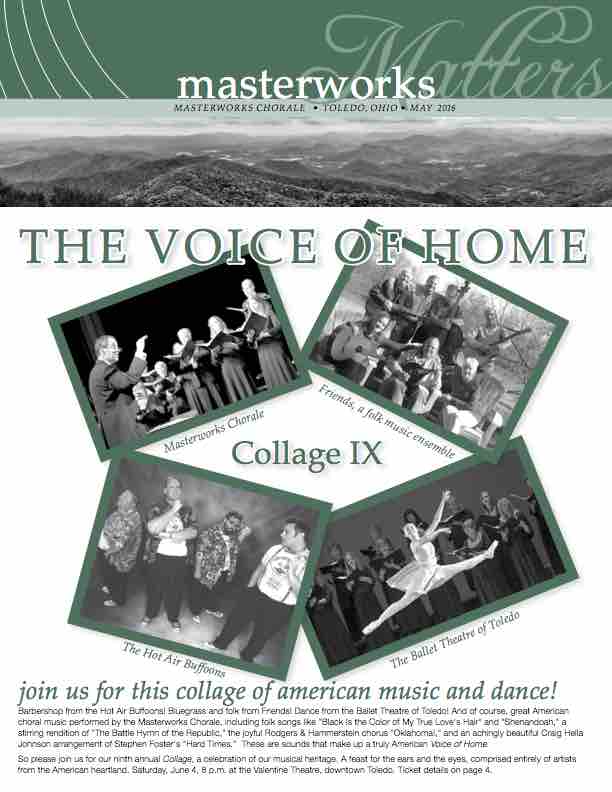 Matters
masterworks
MASTERWORKS CHORALE • TOLEDO, OHIO • MAY 2016
THE VOICE OF HOME
Masterworks Chorale
Friends, a folk music ensemble
Collage IX
The Hot Air Buffoons
The Ballet Theatre of Toledo
join us for this collage of american music and dance!
Barbershop from the Hot Air Buffoons! Bluegrass and folk from Friends! Dance from the Ballet Theatre of Toledo! And of course, great American
choral music performed by the Masterworks Chorale, including folk songs like "Black Is the Color of My True Love's Hair" and "Shenandoah," a
stirring rendition of "The Battle Hymn of the Republic," the joyful Rodgers & Hammerstein chorus "Oklahoma!," and an achingly beautiful Craig Hella
Johnson arrangement of Stephen Foster's "Hard Times." These are sounds that make up a truly American Voice of Home.
So please join us for our ninth annual Collage, a celebration of our musical heritage. A feast for the ears and the eyes, comprised entirely of artists
from the American heartland. Saturday, June 4, 8 p.m. at the Valentine Theatre, downtown Toledo. Ticket details on page 4.